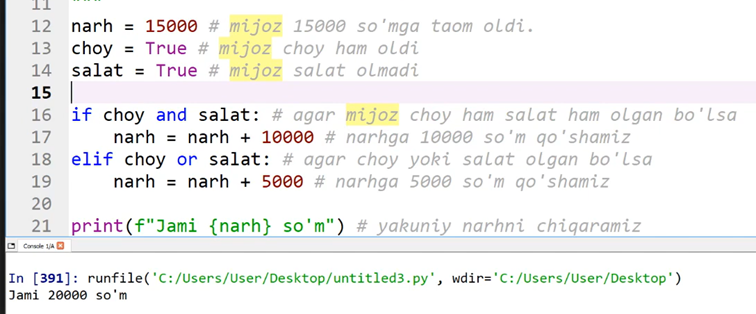 11
12 narh = 15000 # mijoz 15000 so'mga taom oldi.
13 choy = True # mijoz choy ham oldi
14 salat = True # mijoz salat olmadi
15
16 if choy and salat: # agar mijoz choy ham salat ham olgan bo'lsa
17     narh = narh + 10000 # narhga 10000 so'm qo'shamiz
18 elif choy or salat: # agar choy yoki salat olgan bo'lsa
19     narh = narh + 5000 # narhga 5000 so'm qo'shamiz
20
21 print(f"Jami {narh} so'm") # yakuniy narhni chiqaramiz
Console 1/A
In [391]: runfile('C:/Users/User/Desktop/untitled3.py', wdir='C:/Users/User/Desktop')
Jami 20000 so'm